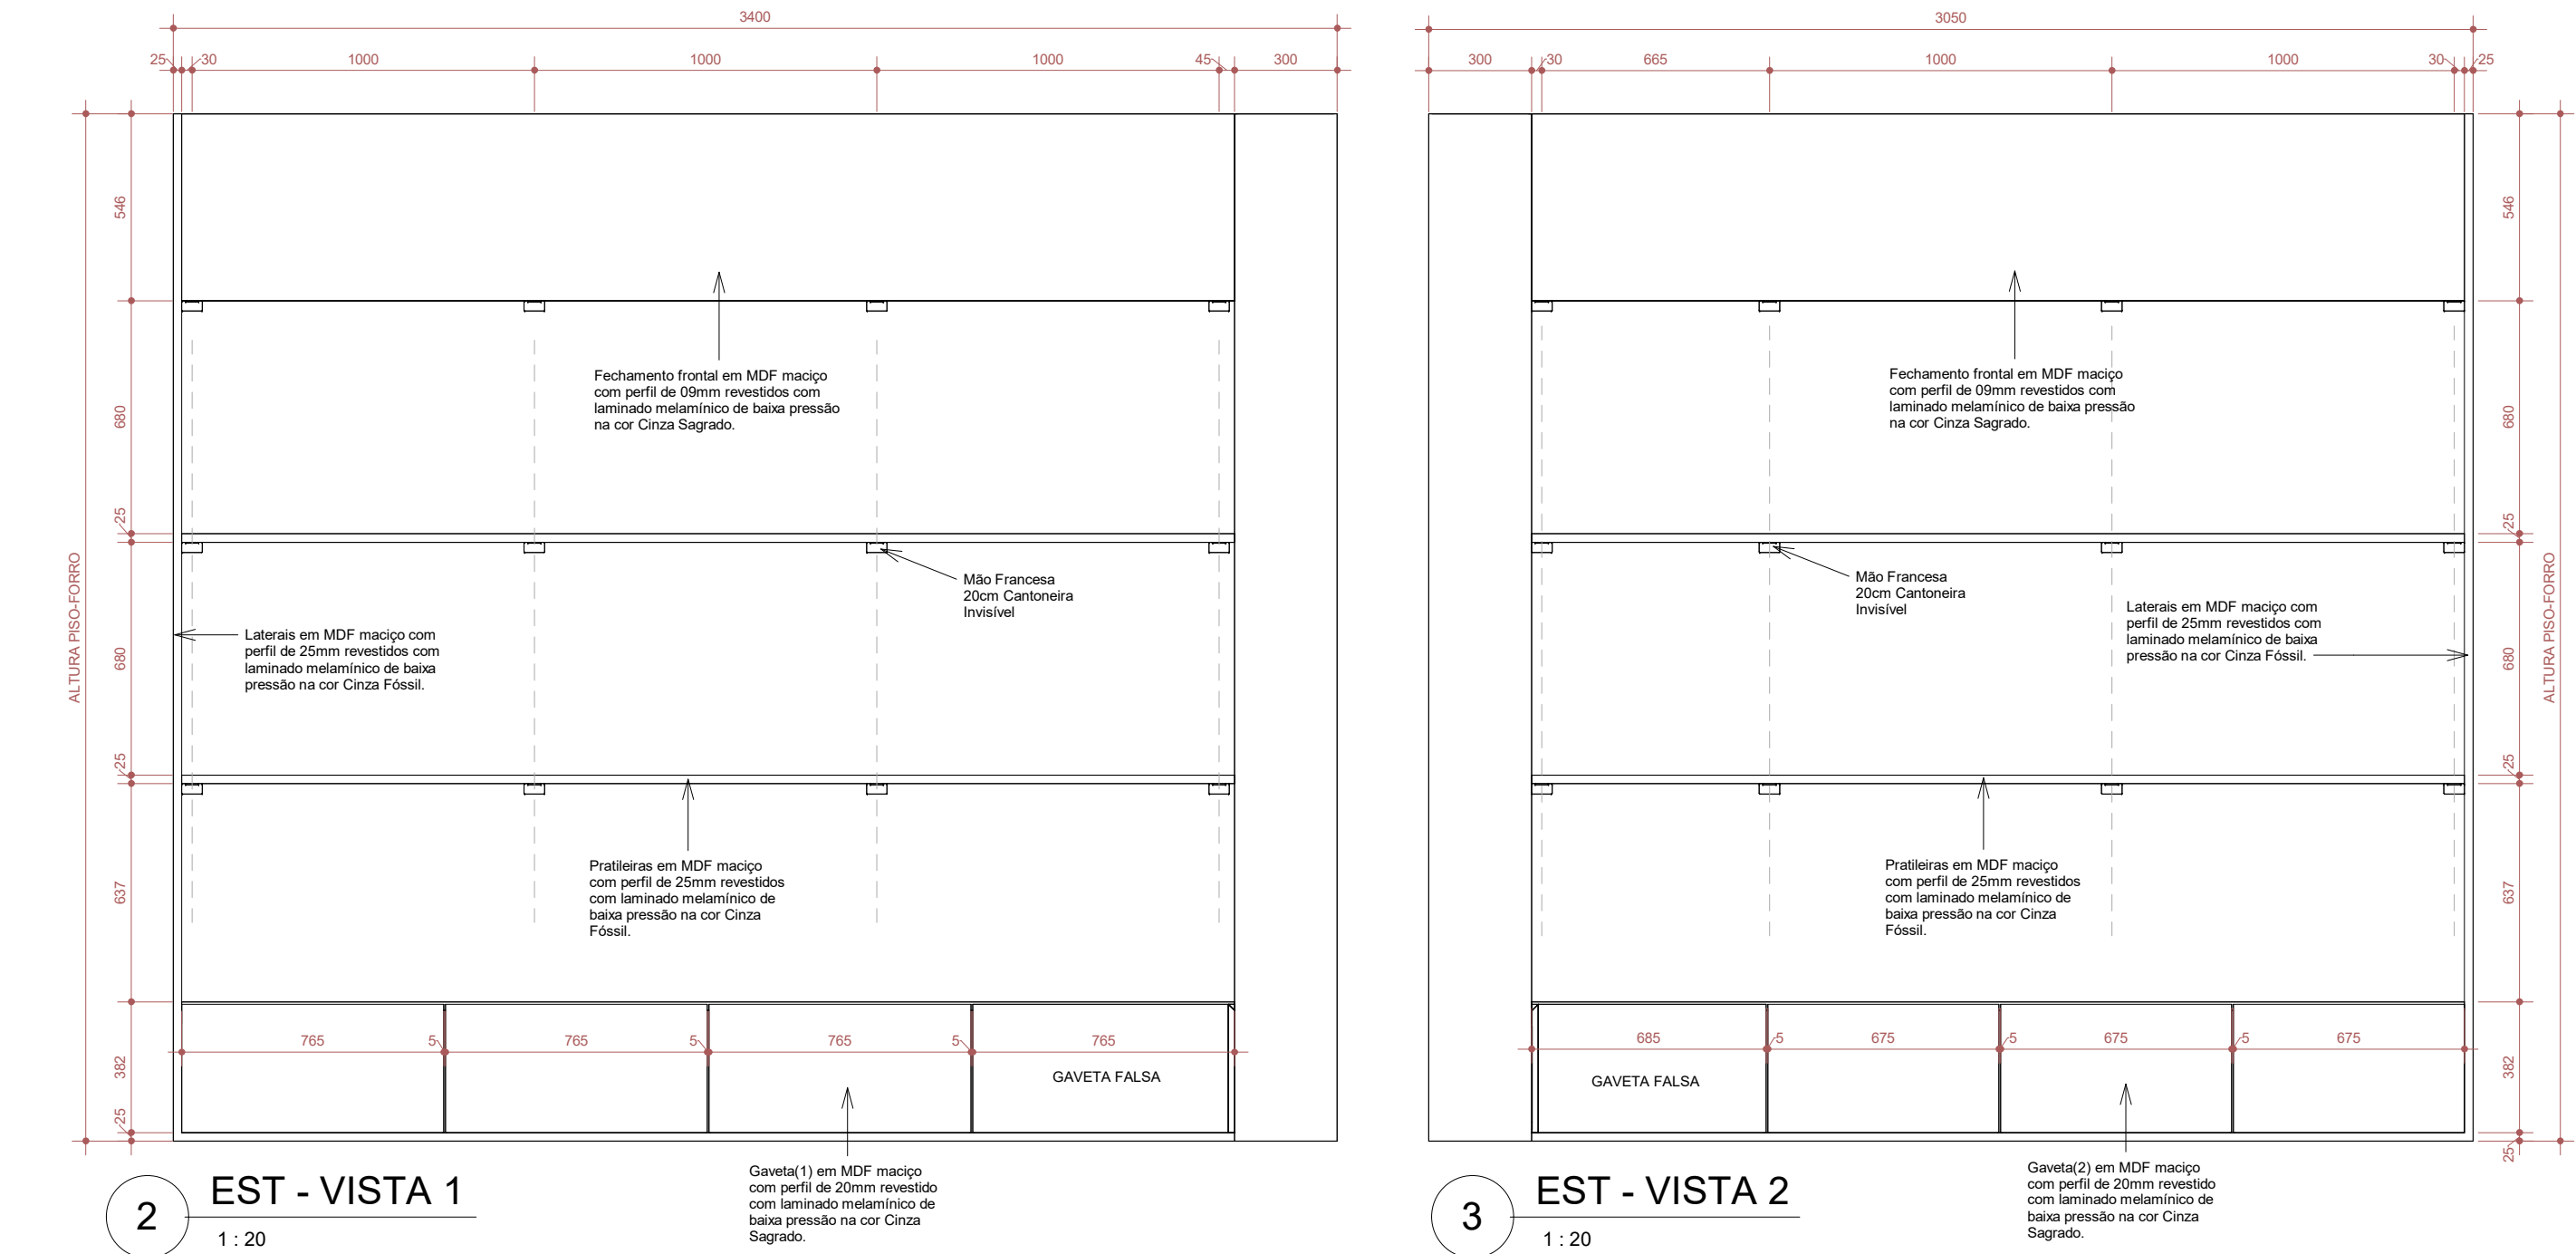 3400
25
30
1000
1000
1000
45
300
546
680
25
680
25
637
382
25
ALTURA PISO-FORRO
Fechamento frontal em MDF maciço
com perfil de 09mm revestidos com
laminado melamínico de baixa pressão
na cor Cinza Sagrado.
Mão Francesa
20cm Cantoneira
Invisível
Laterais em MDF maciço com
perfil de 25mm revestidos com
laminado melamínico de baixa
pressão na cor Cinza Fóssil.
Pratileiras em MDF maciço
com perfil de 25mm revestidos
com laminado melamínico de
baixa pressão na cor Cinza
Fóssil.
765
5
765
5
765
5
765
GAVETA FALSA
Gaveta(1) em MDF maciço
com perfil de 20mm revestido
com laminado melamínico de
baixa pressão na cor Cinza
Sagrado.
2
EST - VISTA 1
1 : 20
3050
300
30
665
1000
1000
30
25
Fechamento frontal em MDF maciço
com perfil de 09mm revestidos com
laminado melamínico de baixa pressão
na cor Cinza Sagrado.
Mão Francesa
20cm Cantoneira
Invisível
Laterais em MDF maciço com
perfil de 25mm revestidos com
laminado melamínico de baixa
pressão na cor Cinza Fóssil.
Pratileiras em MDF maciço
com perfil de 25mm revestidos
com laminado melamínico de
baixa pressão na cor Cinza
Fóssil.
685
5
675
5
675
5
675
GAVETA FALSA
546
680
25
680
25
637
382
25
ALTURA PISO-FORRO
Gaveta(2) em MDF maciço
com perfil de 20mm revestido
com laminado melamínico de
baixa pressão na cor Cinza
Sagrado.
3
EST - VISTA 2
1 : 20